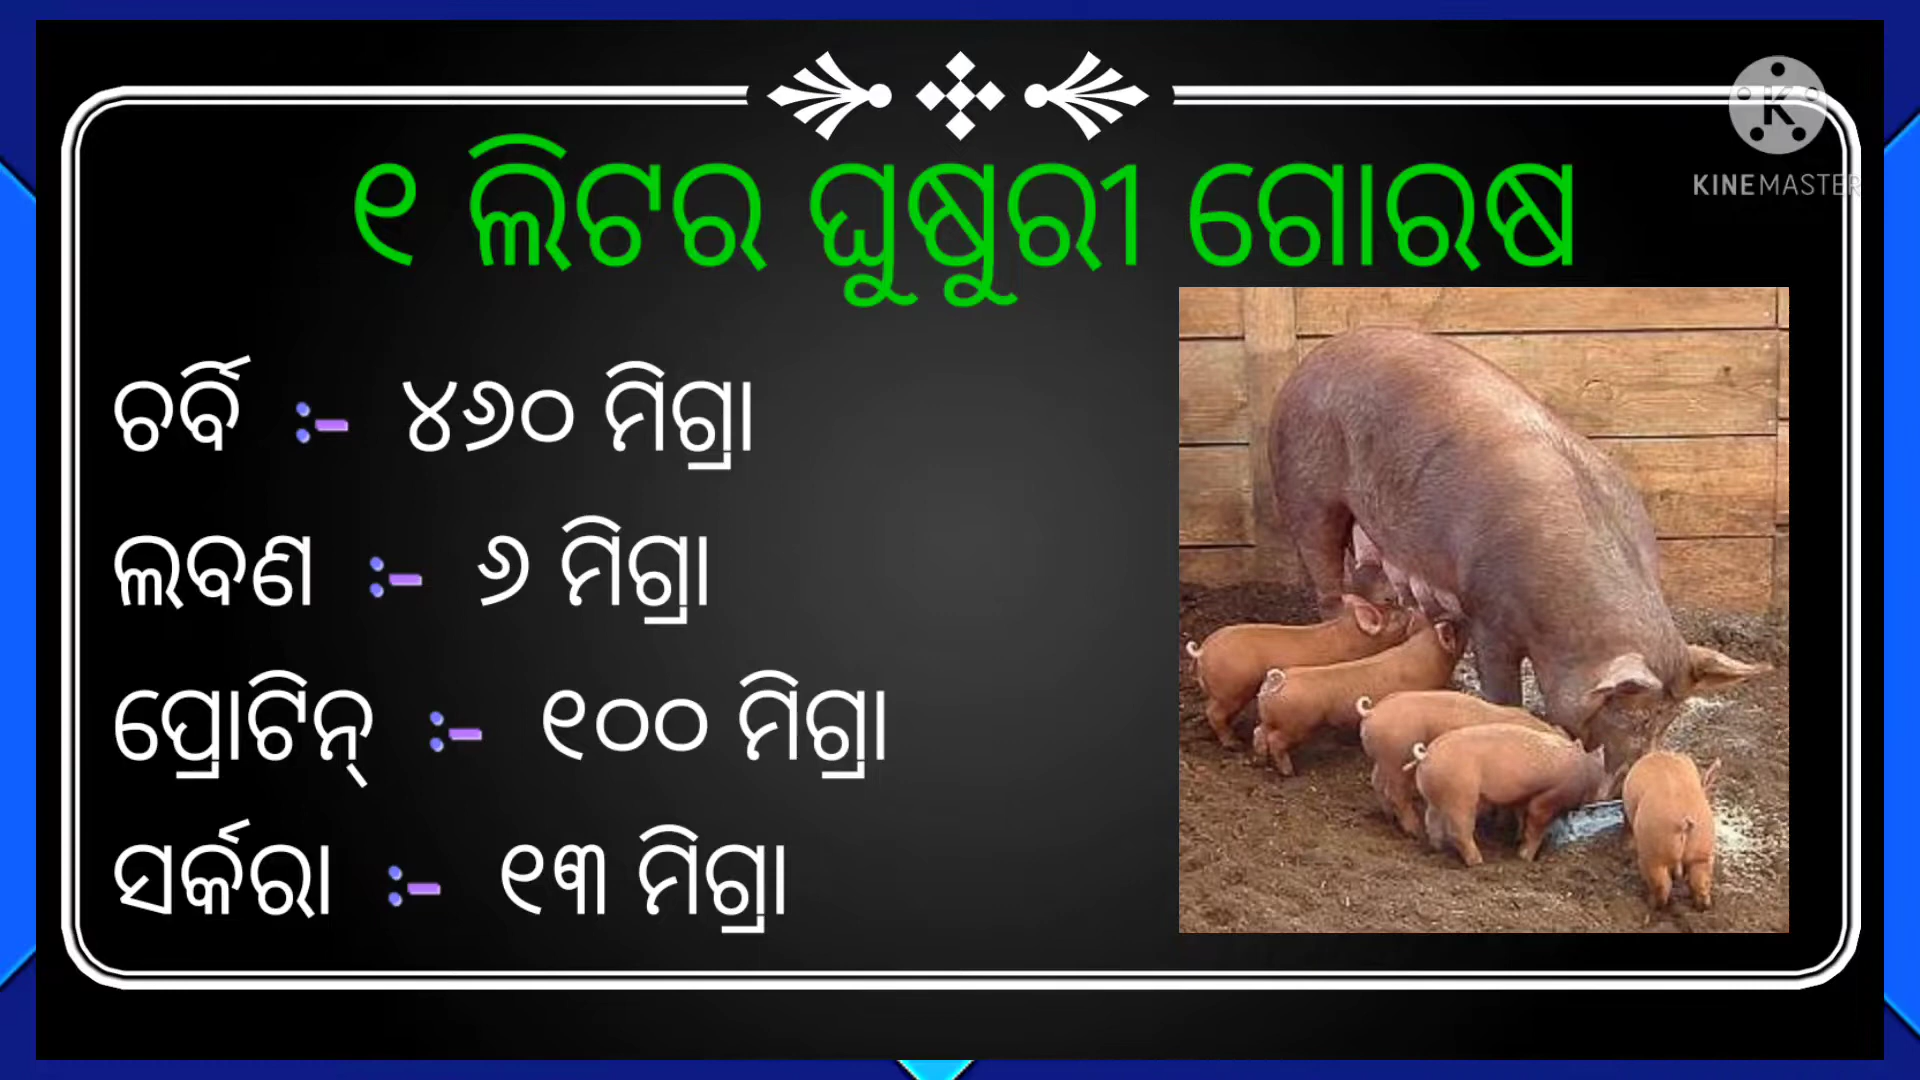 ୧ ଲିଟର ଘୁଷୁରୀ ଗୋରଷ
KINEMASTER
ଚର୍ବି :- ୪୬୦ ମିଗ୍ରା
ଲବଣ :- ୬ ମିଗ୍ରା
ପ୍ରୋଟିନ୍ :- ୧୦୦ ମିଗ୍ରା
ସର୍କରା :- ୧୩ ମିଗ୍ରା